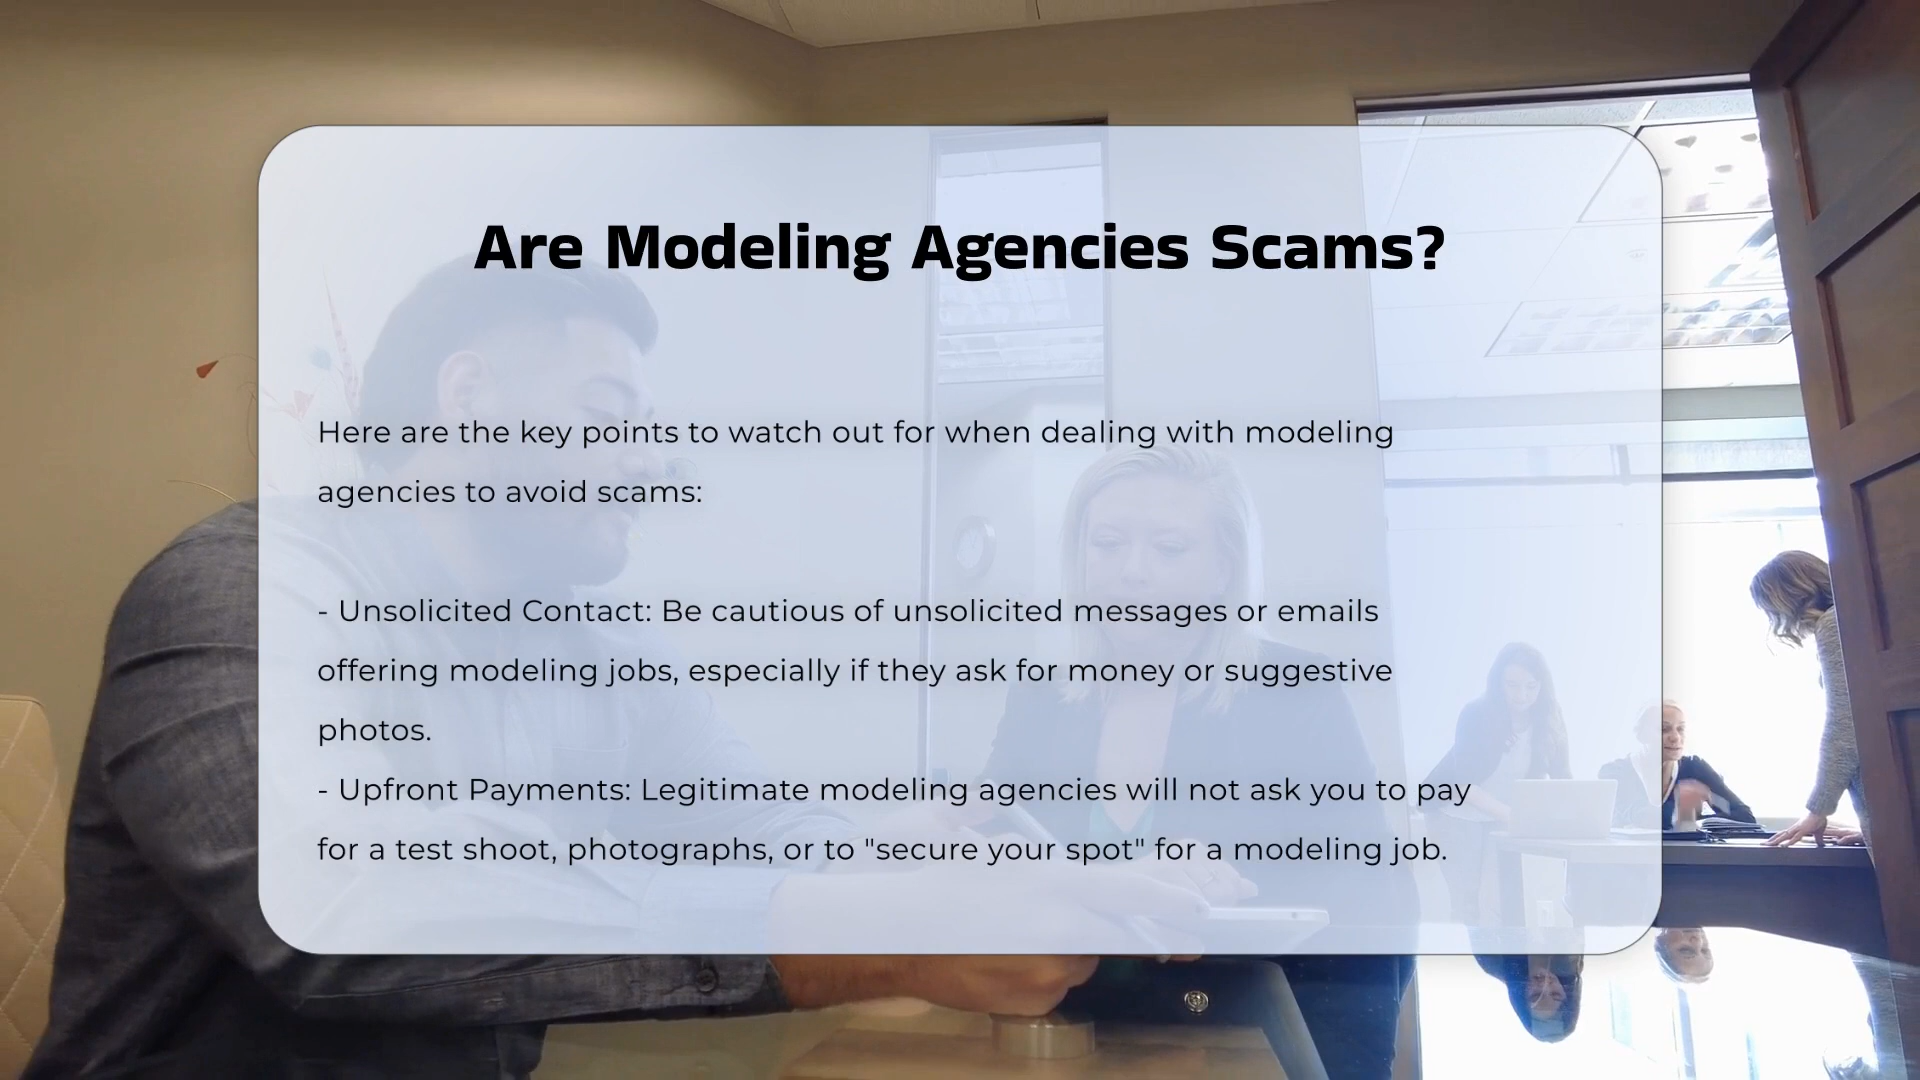 Are Modeling Agencies Scams?
Here are the key points to watch out for when dealing with modeling
agencies to avoid scams:
- Unsolicited Contact: Be cautious of unsolicited messages or emails
offering modeling jobs, especially if they ask for money or suggestive
photos.
- Upfront Payments: Legitimate modeling agencies will not ask you to pay
for a test shoot, photographs, or to "secure your spot" for a modeling job.